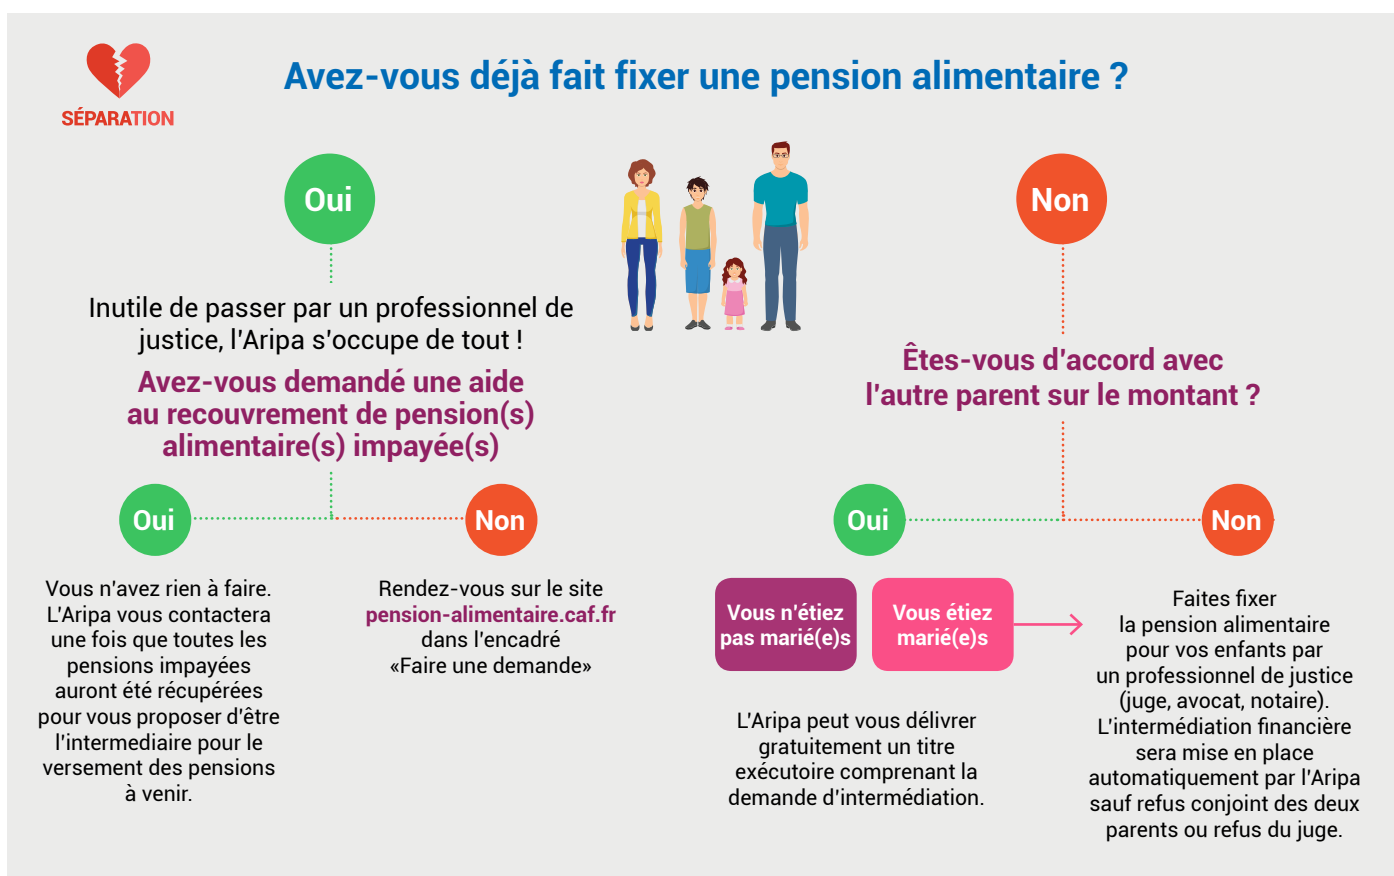 SÉPARATION
Avez-vous déjà fait fixer une pension alimentaire ?
Oui
Inutile de passer par un professionnel de
justice, l'Aripa s'occupe de tout !
Avez-vous demandé une aide
au recouvrement de pension(s)
alimentaire(s) impayée(s)
Oui
Vous n'avez rien à faire.
L'Aripa vous contactera
une fois que toutes les
pensions impayées
auront été récupérées
pour vous proposer d'être
l'intermediaire pour le
versement des pensions
à venir.
Non
Rendez-vous sur le site
pension-alimentaire.caf.fr
dans l'encadré
«Faire une demande»
Non
Êtes-vous d'accord avec
l'autre parent sur le montant ?
Oui
Vous n'étiez
pas marié(e)s
Vous étiez
marié(e)s
L'Aripa peut vous délivrer
gratuitement un titre
exécutoire comprenant la
demande d'intermédiation.
Non
Faites fixer
la pension alimentaire
pour vos enfants par
un professionnel de justice
(juge, avocat, notaire).
L'intermédiation financière
sera mise en place
automatiquement par l'Aripa
sauf refus conjoint des deux
parents ou refus du juge.